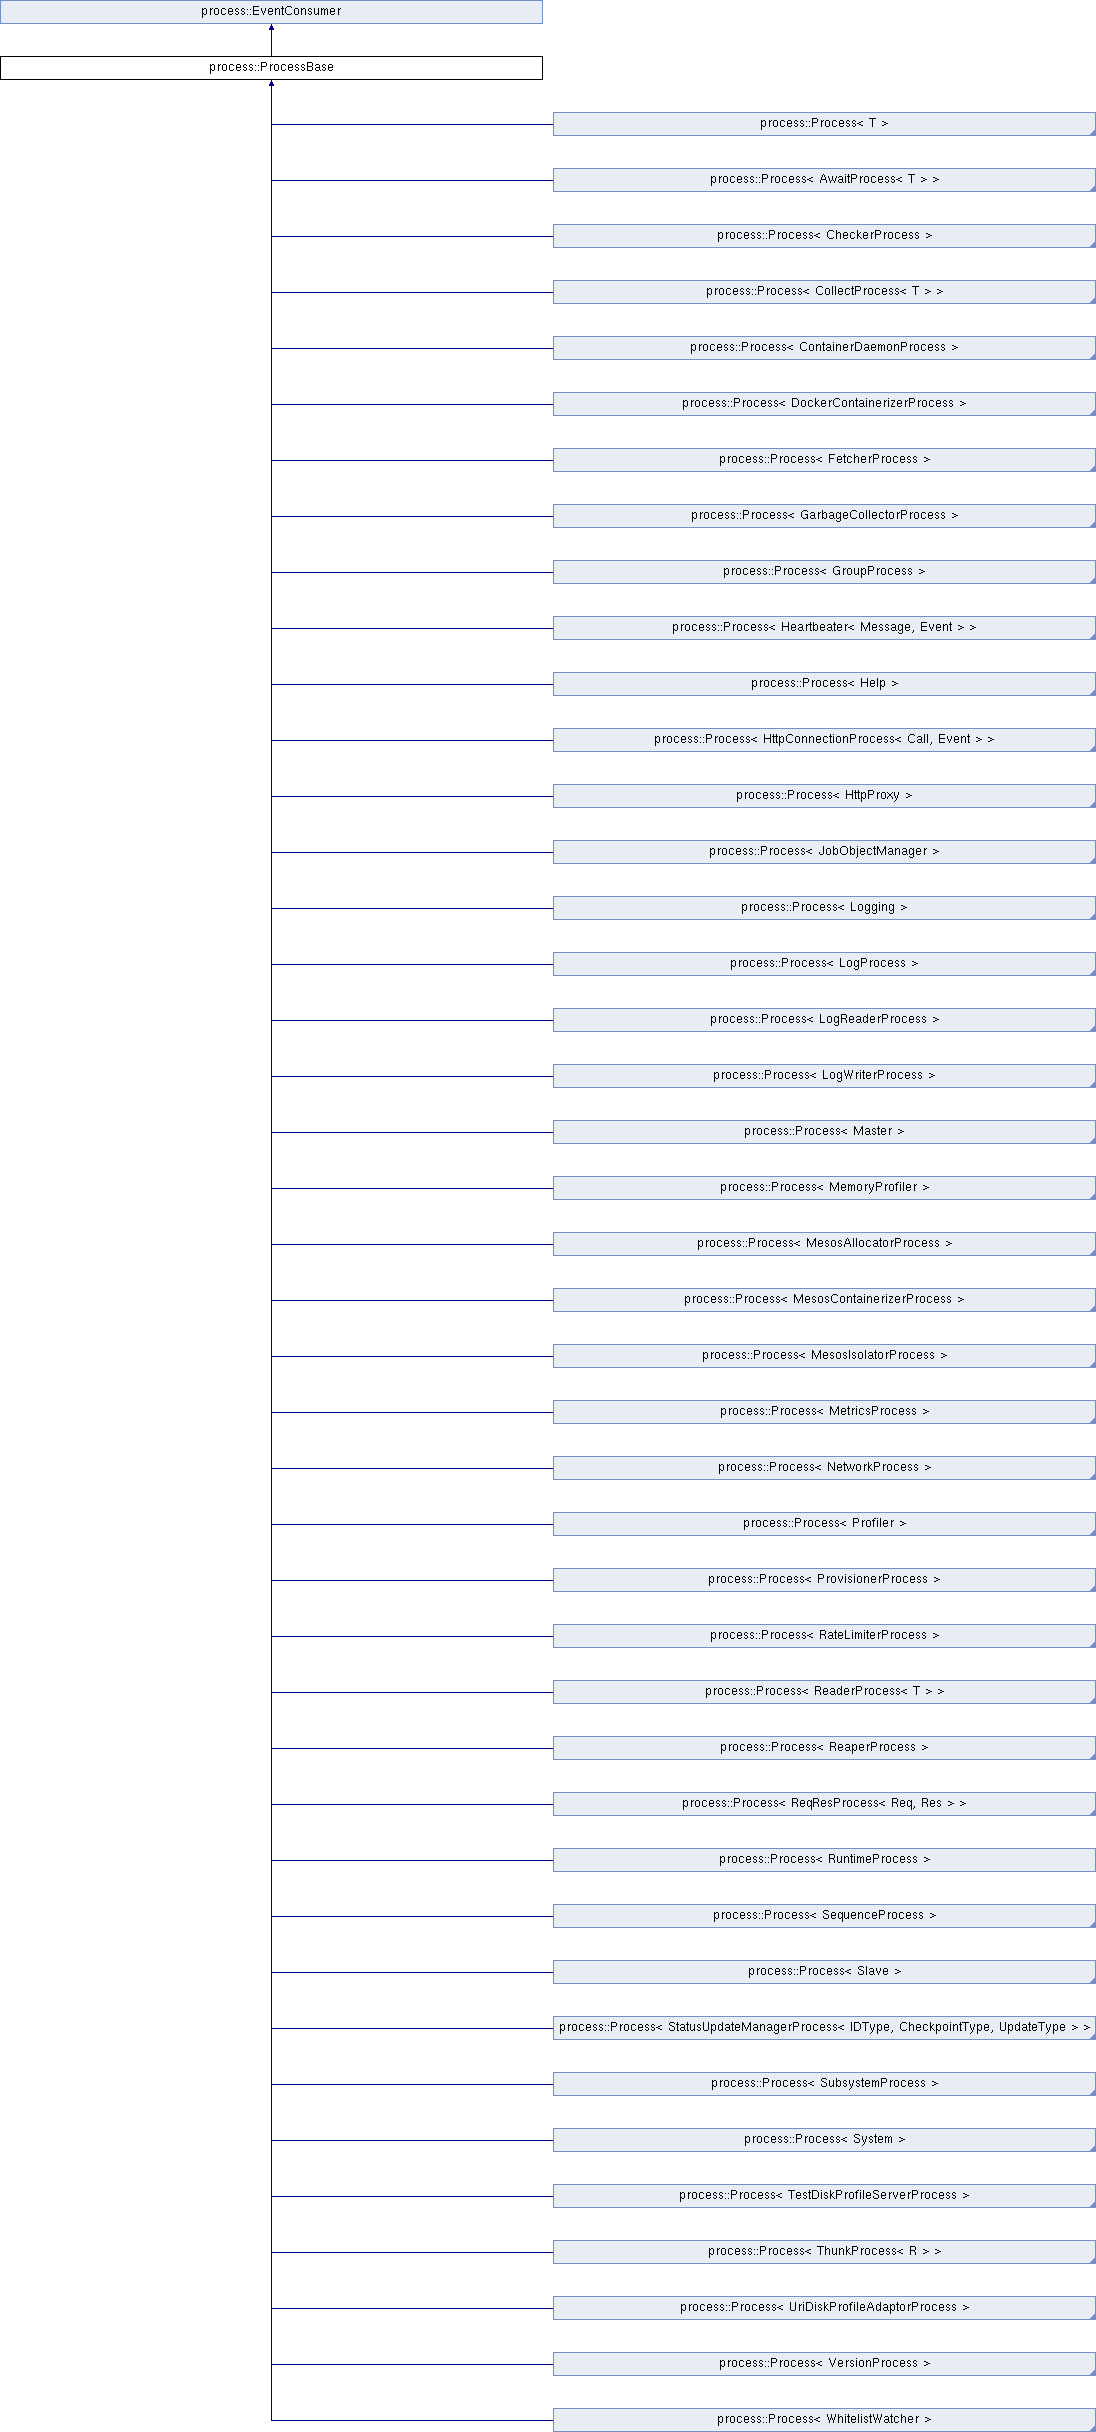 process::EventConsumer
process::ProcessBase
process::Process< T >
process::Process< AwaitProcess< T > >
process::Process< CheckerProcess >
process::Process< CollectProcess< T > >
process::Process< ContainerDaemonProcess >
process::Process< DockerContainerizerProcess >
process::Process< FetcherProcess >
process::Process< GarbageCollectorProcess >
process::Process< GroupProcess >
process::Process< Heartbeater< Message, Event > >
process::Process< Help >
process::Process< HttpConnectionProcess< Call, Event > >
process::Process< HttpProxy >
process::Process< JobObjectManager >
process::Process< Logging >
process::Process< LogProcess >
process::Process< LogReaderProcess >
process::Process< LogWriterProcess >
process::Process< Master >
process::Process< MemoryProfiler >
process::Process< MesosAllocatorProcess >
process::Process< MesosContainerizerProcess >
process::Process< MesosIsolatorProcess >
process::Process< MetricsProcess >
process::Process< NetworkProcess >
process::Process< Profiler >
process::Process< ProvisionerProcess >
process::Process< RateLimiterProcess >
process::Process< ReaderProcess< T > >
process::Process< ReaperProcess >
process::Process< ReqResProcess< Req, Res > >
process::Process< RuntimeProcess >
process::Process< SequenceProcess >
process::Process< Slave >
process::Process< StatusUpdateManagerProcess< IDType, CheckpointType, UpdateType > >
process::Process< SubsystemProcess >
process::Process< System >
process::Process< TestDiskProfileServerProcess >
process::Process< ThunkProcess< R > >
process::Process< UriDiskProfileAdaptorProcess >
process::Process< VersionProcess >
process::Process< WhitelistWatcher >